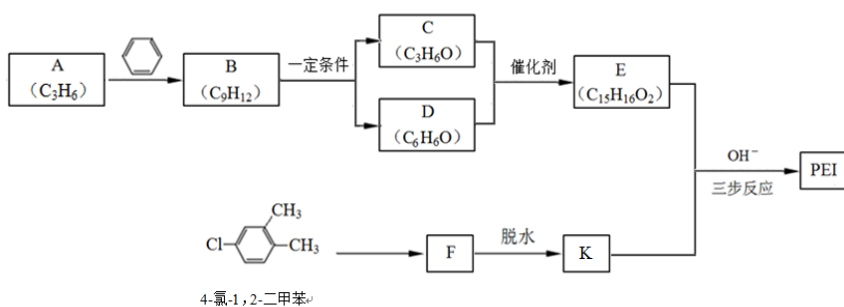 A
(C₃H₆)
B
(C₉H₁₂)
一定条件
C
(C₃H₆O)
D
(C₆H₆O)
催化剂
E
(C₁₅H₁₆O₂)
OH⁻
三步反应
PEI
Cl
CH₃
CH₃
F
脱水
K
4-氯-1,2-二甲苯